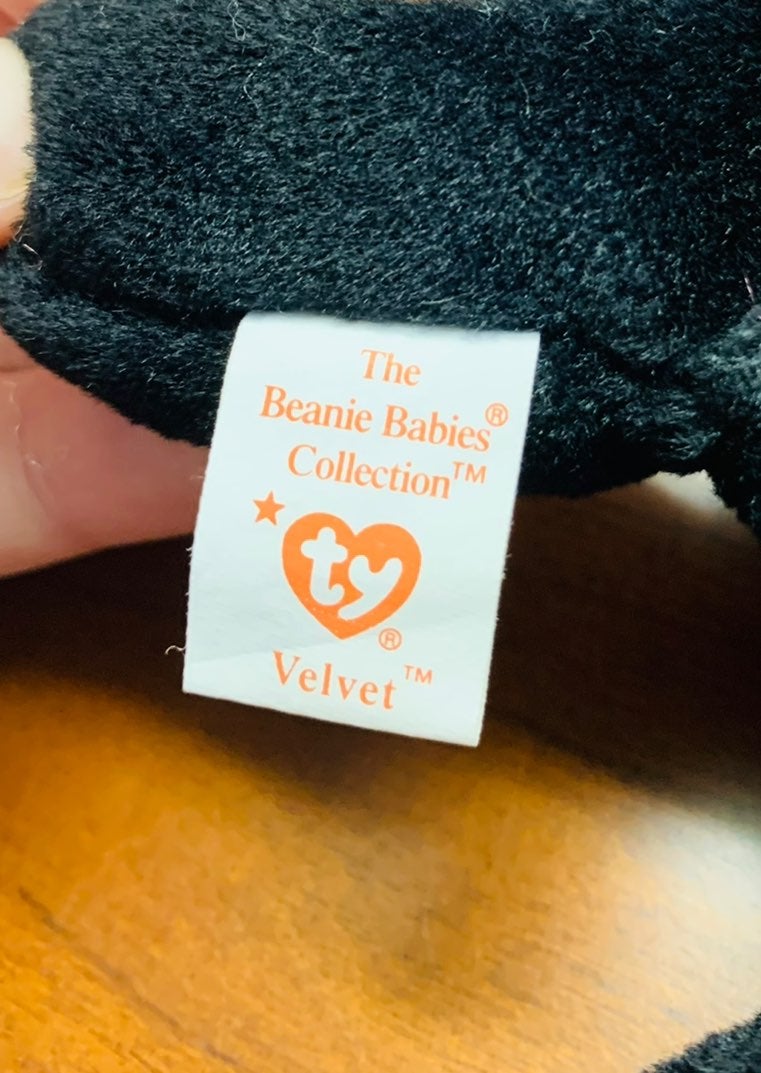 The
Beanie Babies®
Collection™
ty®
Velvet™